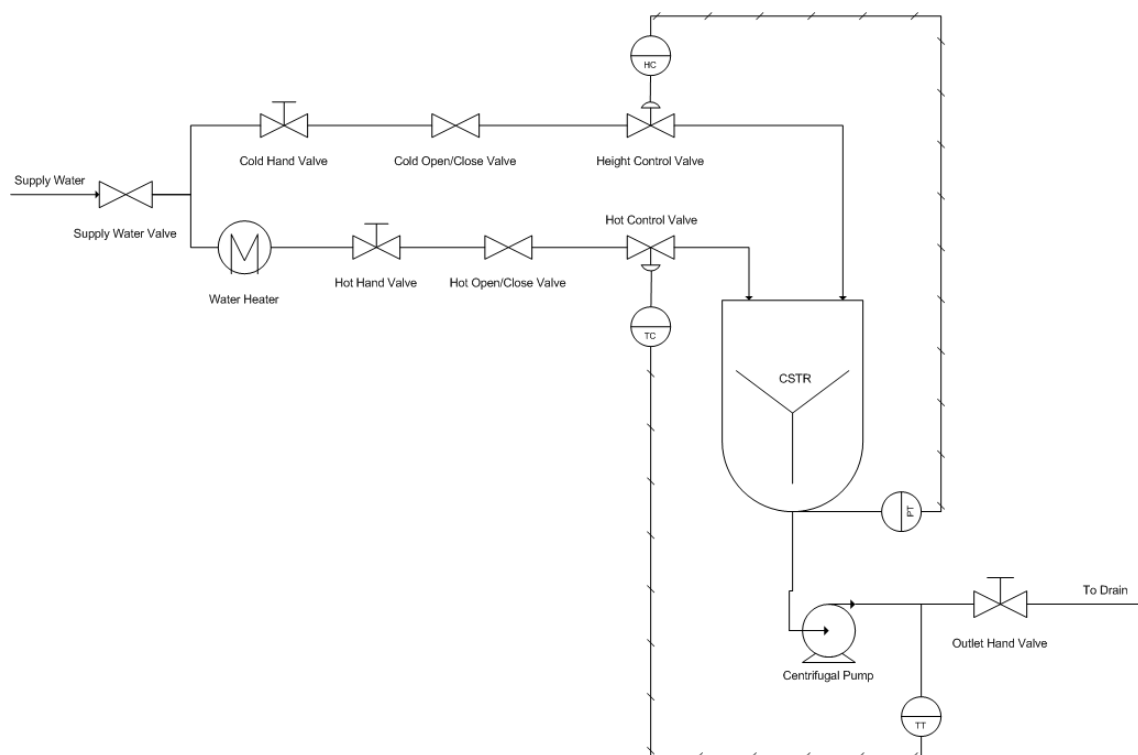 HC
Cold Hand Valve
Cold Open/Close Valve
Height Control Valve
Supply Water
Supply Water Valve
Hot Control Valve
Water Heater
Hot Hand Valve
Hot Open/Close Valve
TC
CSTR
PT
To Drain
Outlet Hand Valve
Centrifugal Pump
TT